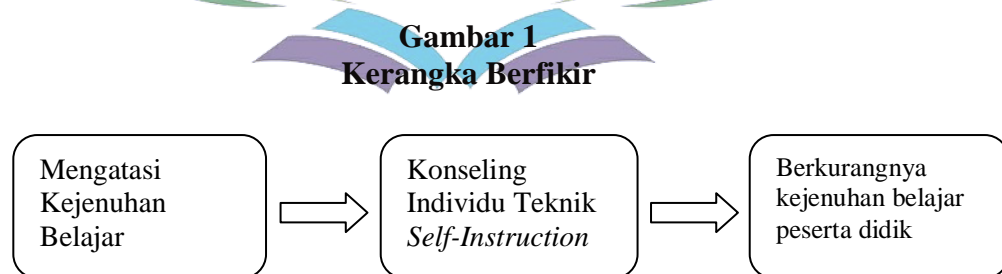 Gambar 1
Kerangka Berfikir
Mengatasi
Kejenuhan
Belajar
Konseling
Individu Teknik
Self-Instruction
Berkurangnya
kejenuhan belajar
peserta didik